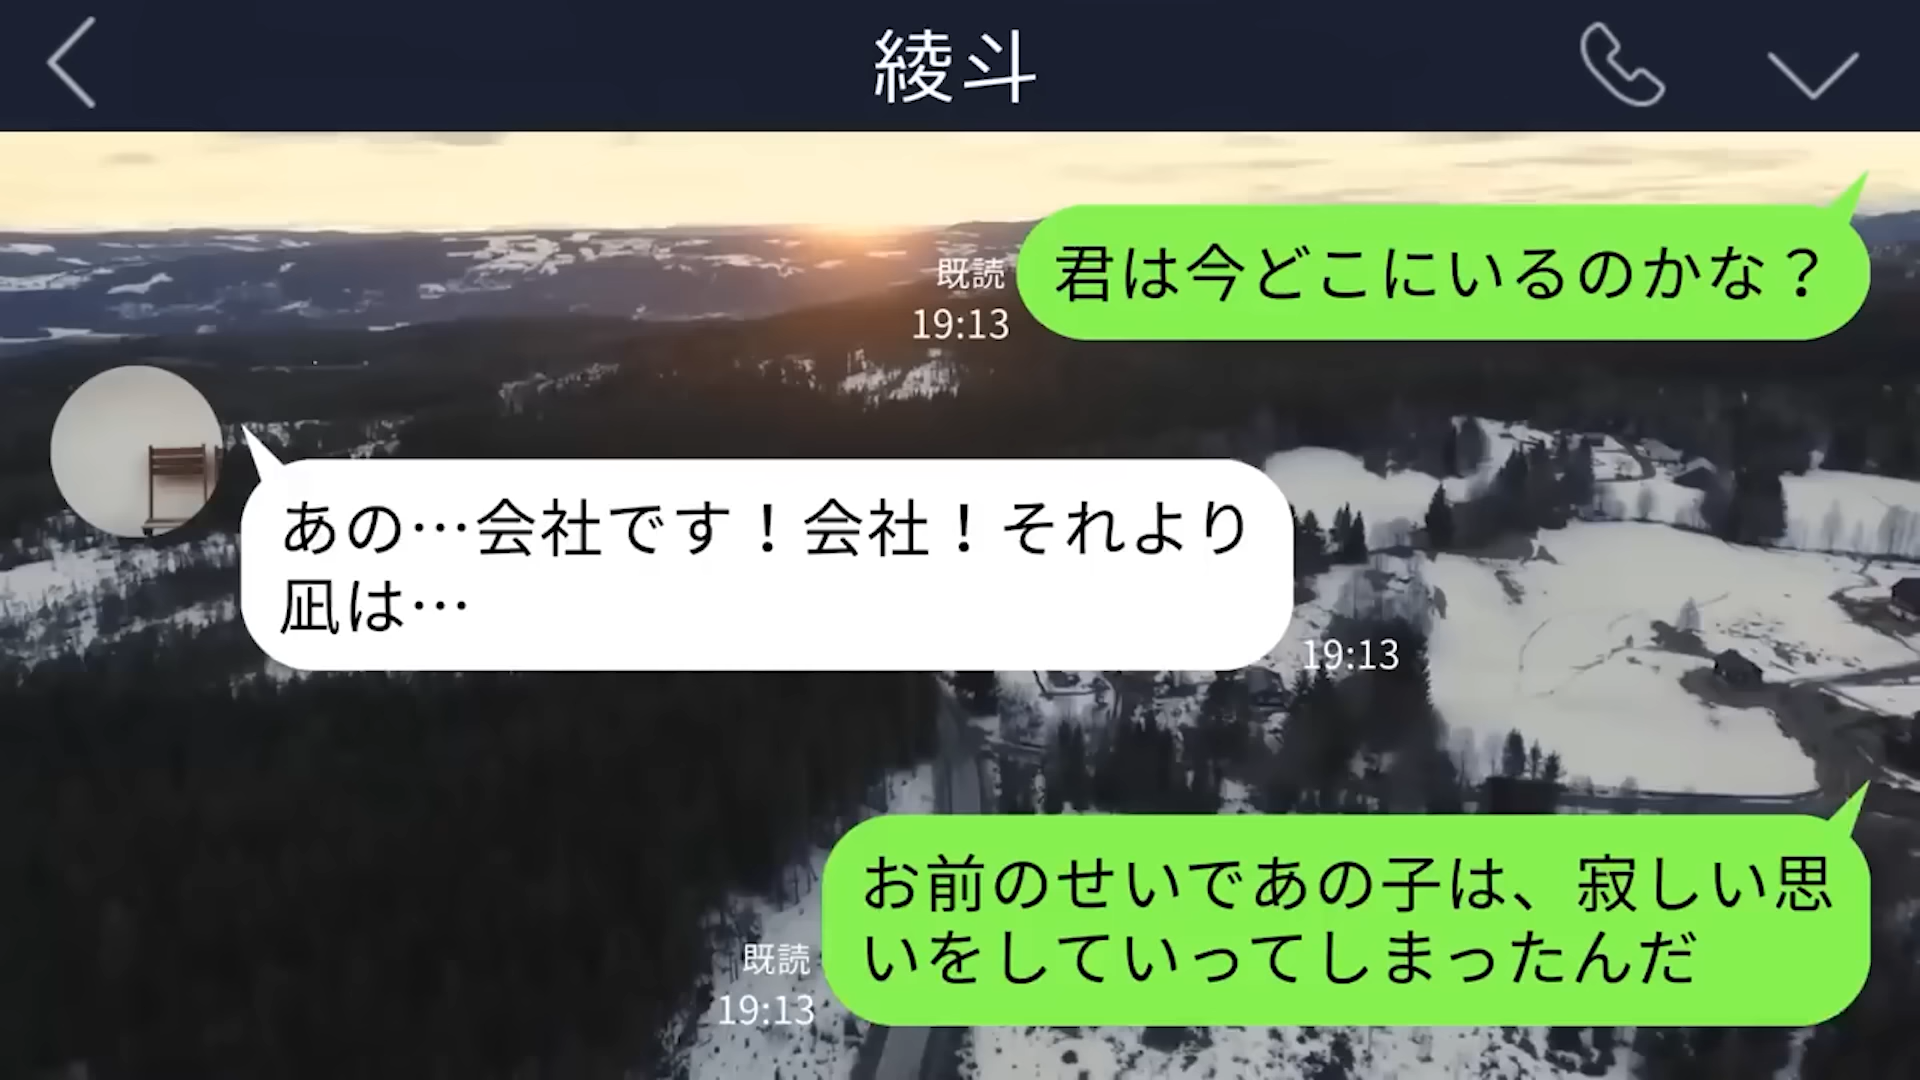 綾斗
君は今どこにいるのかな？
既読
19:13
あの…会社です！会社！それより
凪は…
19:13
お前のせいであの子は、寂しい思
いをしていってしまったんだ
既読
19:13